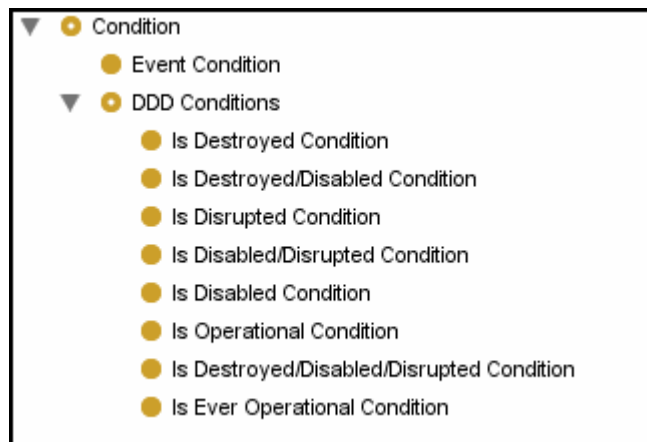 Condition
Event Condition
DDD Conditions
Is Destroyed Condition
Is Destroyed/Disabled Condition
Is Disrupted Condition
Is Disabled/Disrupted Condition
Is Disabled Condition
Is Operational Condition
Is Destroyed/Disabled/Disrupted Condition
Is Ever Operational Condition